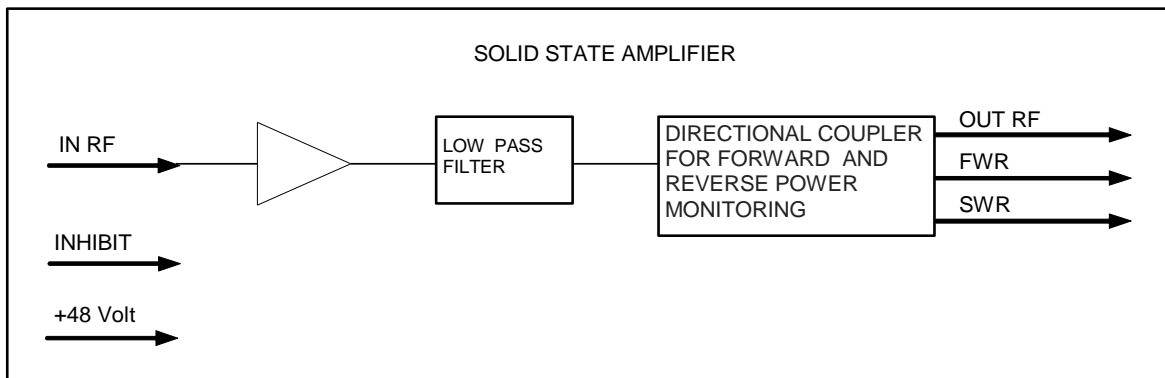 SOLID STATE AMPLIFIER
IN RF
LOW PASS
FILTER
DIRECTIONAL COUPLER
FOR FORWARD AND
REVERSE POWER
MONITORING
OUT RF
FWR
SWR
INHIBIT
+48 Volt